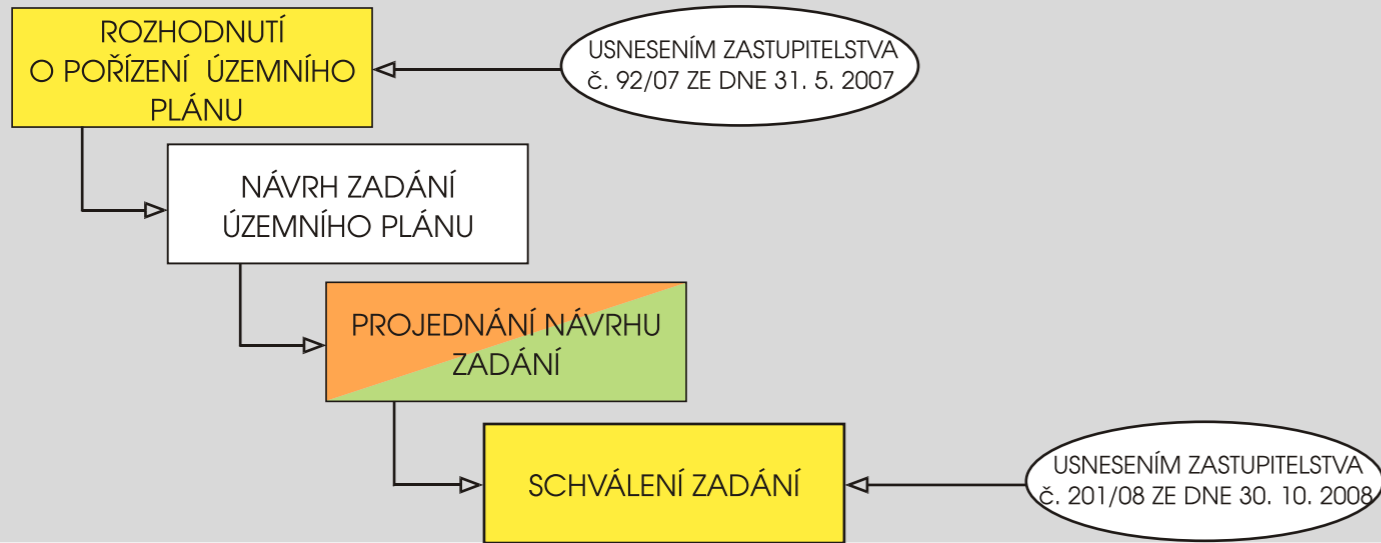 ROZHODNUTÍ
O POŘÍZENÍ ÚZEMNÍHO
PLÁNU
USNESENÍM ZASTUPITELSTVA
č. 92/07 ZE DNE 31. 5. 2007
NÁVRH ZADÁNÍ
ÚZEMNÍHO PLÁNU
PROJEDNÁNÍ NÁVRHU
ZADÁNÍ
SCHVÁLENÍ ZADÁNÍ
USNESENÍM ZASTUPITELSTVA
č. 201/08 ZE DNE 30. 10. 2008